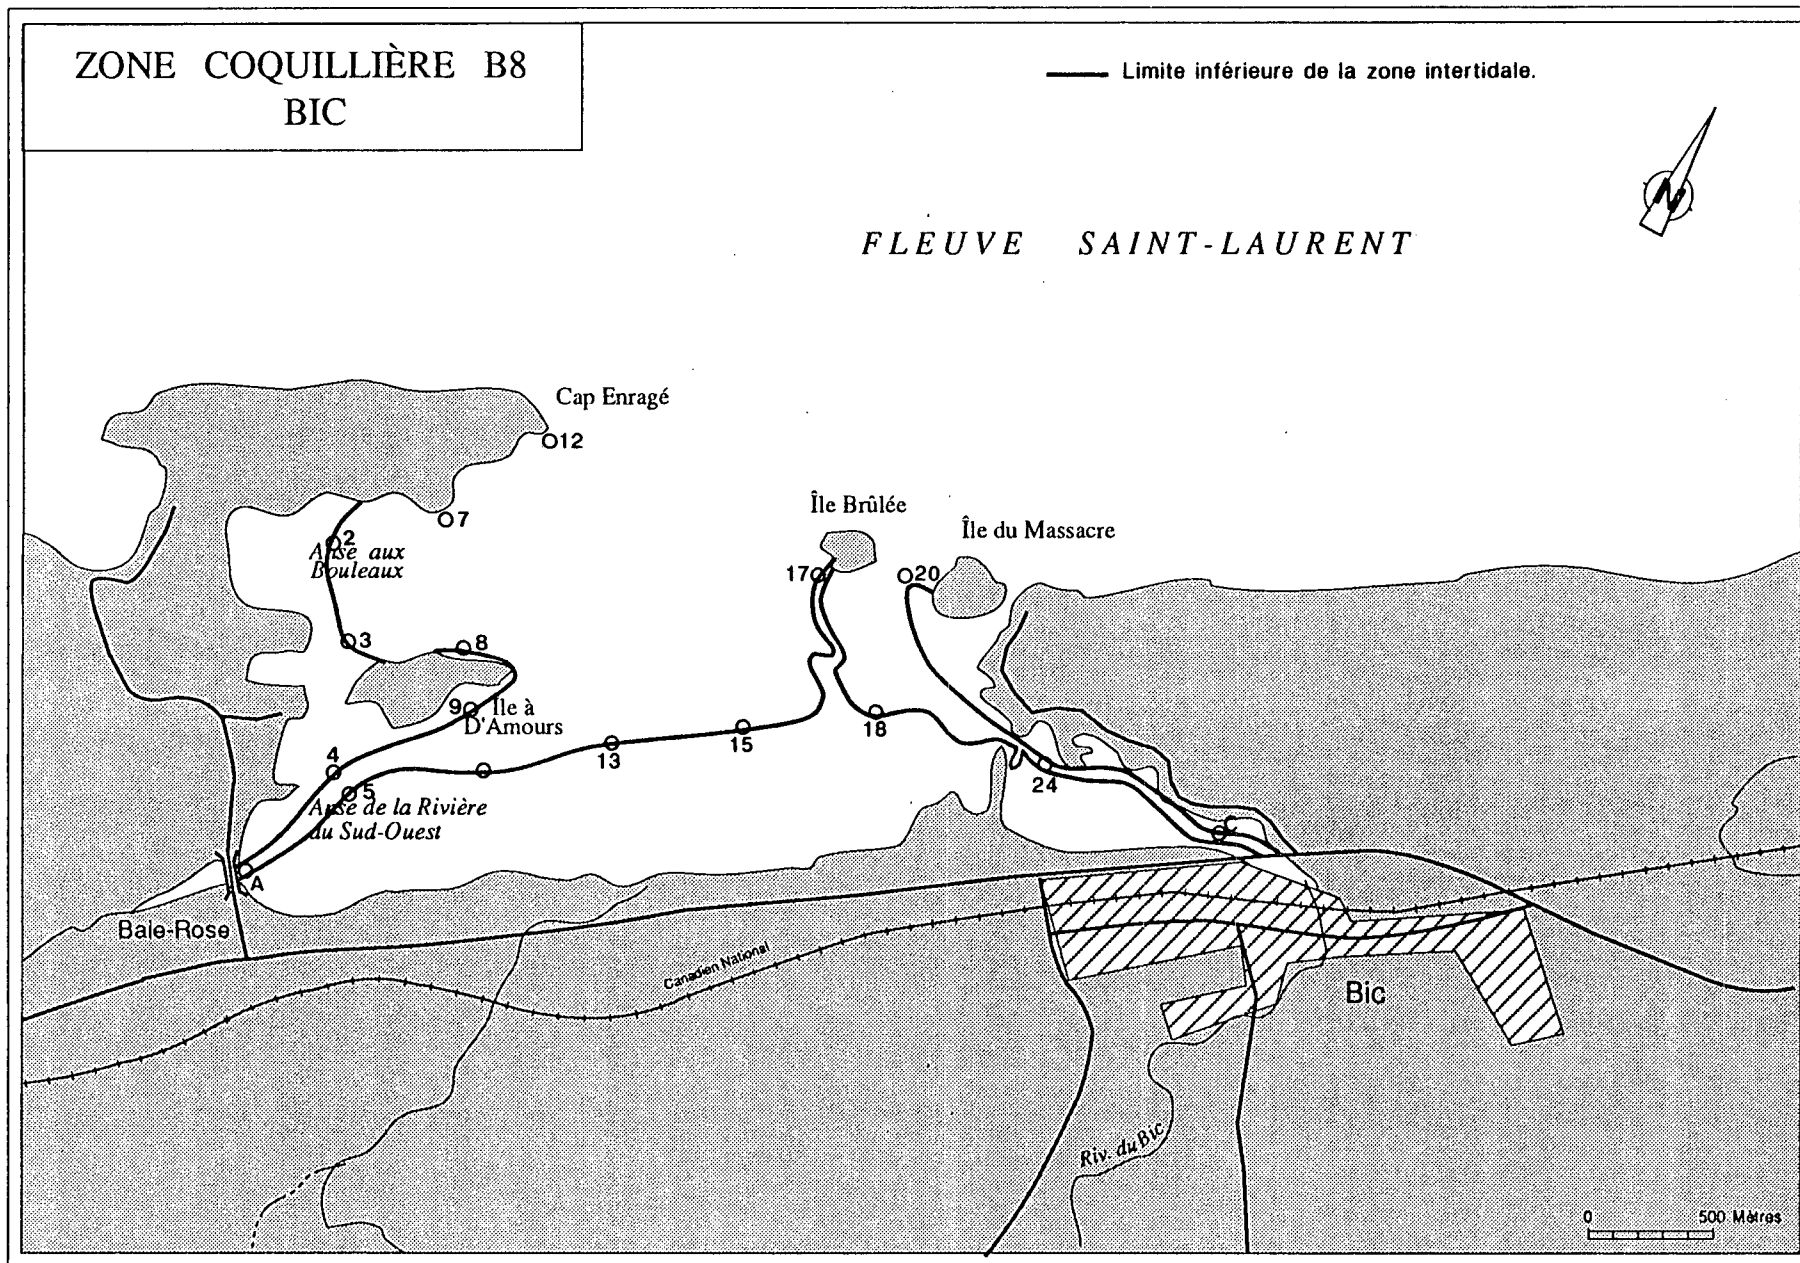 ZONE COQUILLIÈRE B8
BIC
Limite inférieure de la zone intertidale.
N
FLEUVE SAINT-LAURENT
Cap Enragé
12
7
2
Anse aux
Bouleaux
Île Brûlée
Île du Massacre
17
20
3
8
9
Île à
D'Amours
18
15
13
4
5
24
Anse de la Rivière
du Sud-Ouest
C
A
Baie-Rose
Canadien National
Bic
Riv. du Bic
0 500 Mètres